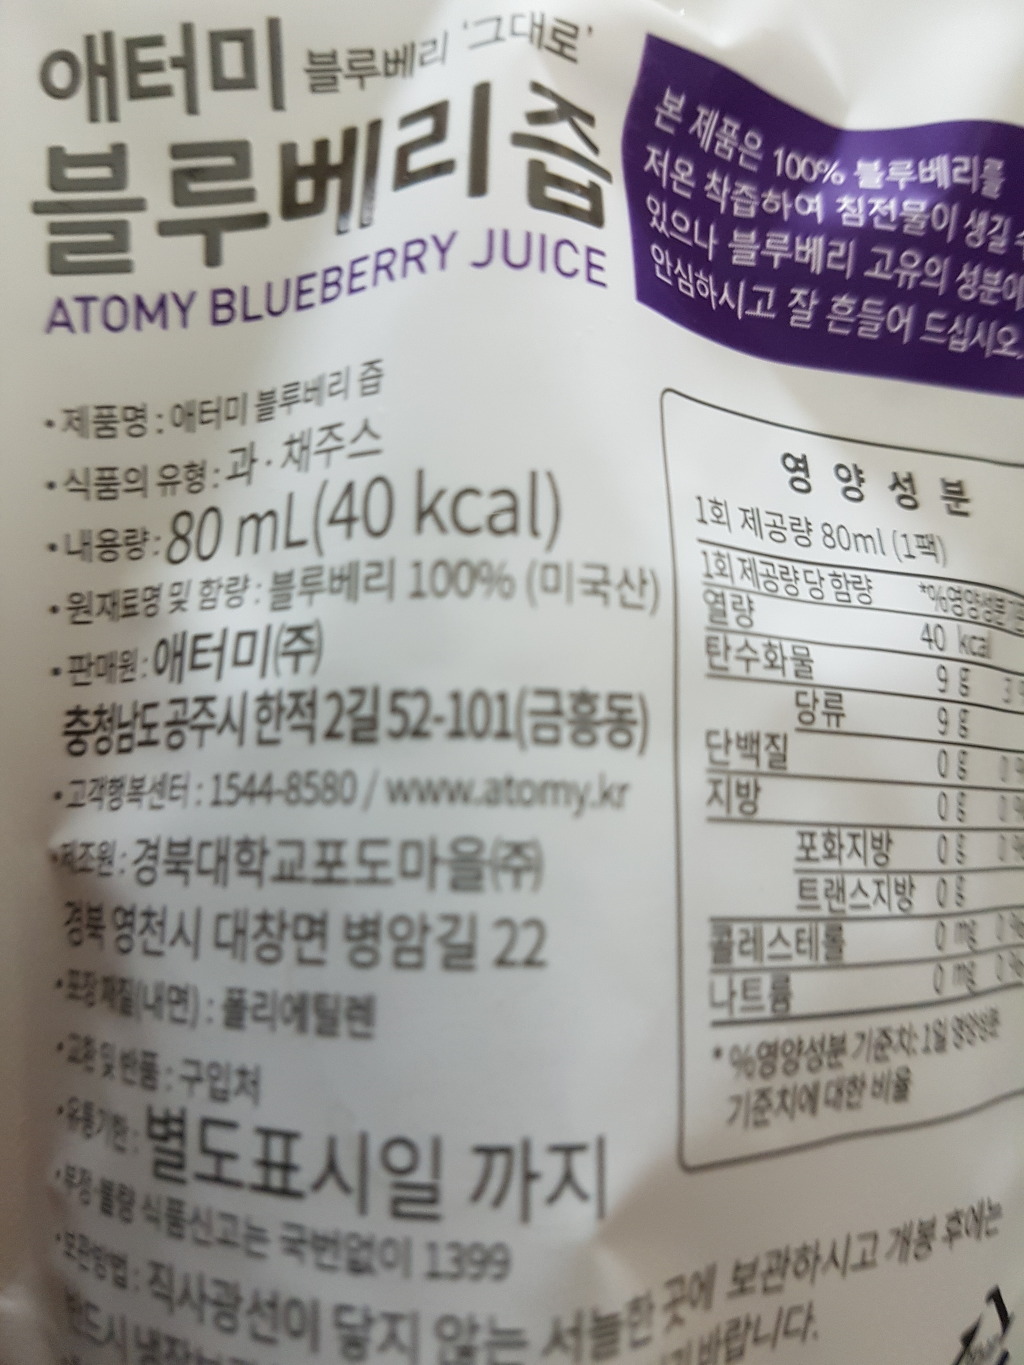 애터미 블루베리 '그대로'
블루베리 즙
ATOMY BLUEBERRY JUICE
본 제품은 100% 블루베리를
저온 착즙하여 침전물이 생길
있으나 블루베리 고유의 성분이
안심하시고 잘 흔들어 드십시오.
• 제품명 : 애터미 블루베리 즙
• 식품의 유형 : 과·채주스
• 내용량 : 80 mL(40 kcal)
• 원재료명 및 함량 : 블루베리 100% (미국산)
• 판매원 : 애터미(주)
충청남도 공주시 한적2길 52-101(금흥동)
• 고객행복센터 : 1544-8580 / www.atomy.kr
• 제조원 : 경북대학교포도마을(주)
경북 영천시 대창면 병암길 22
• 포장재질(내면) : 폴리에틸렌
• 교환 및 반품 : 구입처
• 유통기한 : 별도표시일 까지
• 부정·불량 식품신고는 국번없이 1399
• 보관방법 : 직사광선이 닿지 않는 서늘한 곳에 보관하시고 개봉 후에는
반드시 냉장 바랍니다.
영 양 성 분
1회 제공량 80ml (1팩)
1회 제공량당 함량 *%영양성분
열량 40 kcal
탄수화물 9 g
당류 9 g
단백질 0 g
지방 0 g
포화지방 0 g
트랜스지방 0 g
콜레스테롤 0 mg
나트륨 0 mg
* %영양성분 기준치: 1일 영양성분
기준치에 대한 비율